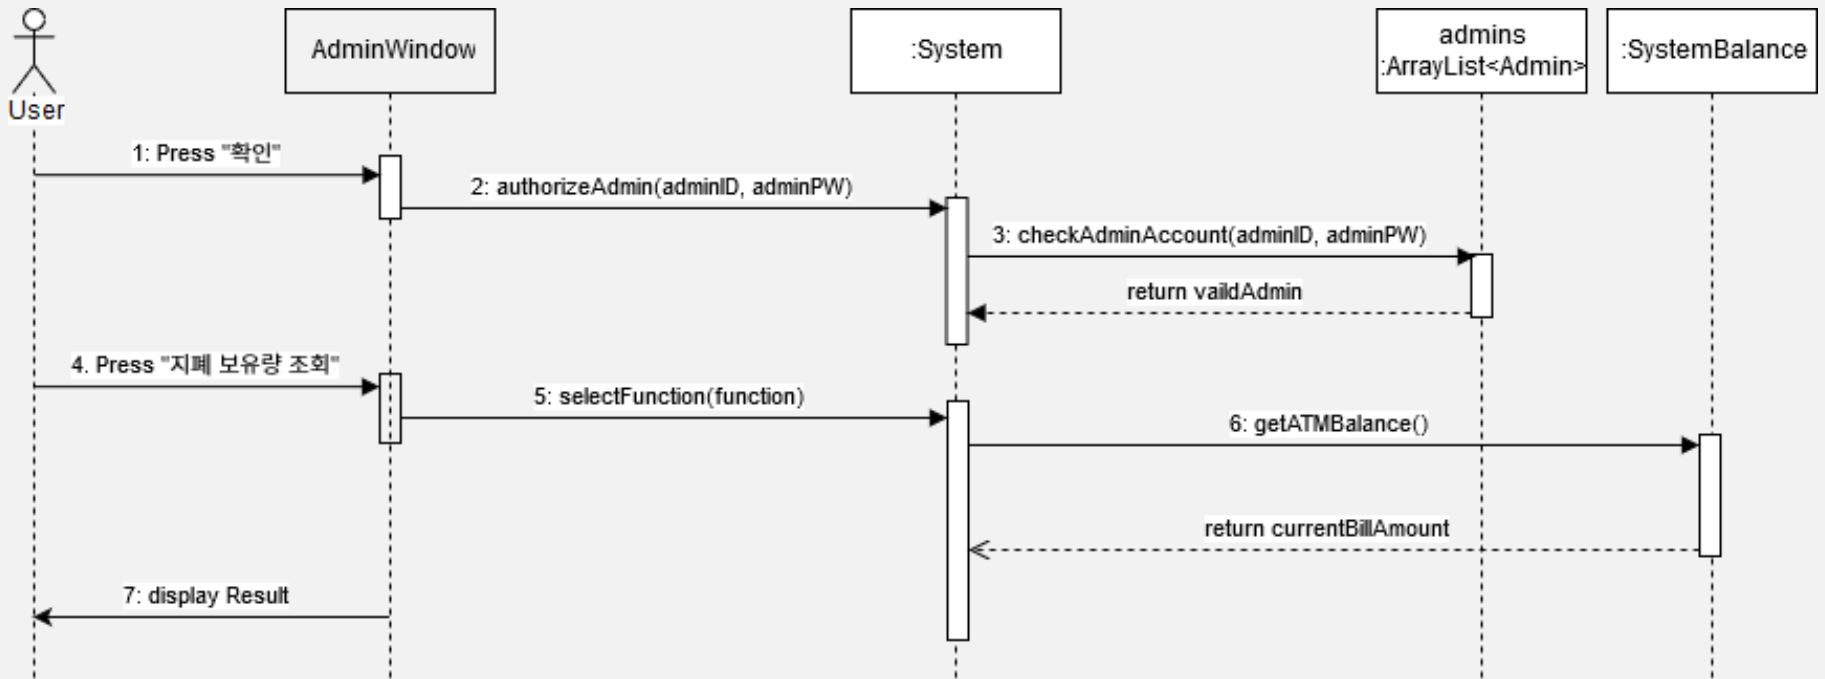 User
AdminWindow
:System
admins
:ArrayList<Admin>
:SystemBalance
1: Press "확인"
2: authorizeAdmin(adminID, adminPW)
3: checkAdminAccount(adminID, adminPW)
return vaildAdmin
4. Press "지폐 보유량 조회"
5: selectFunction(function)
6: getATMBalance()
return currentBillAmount
7: display Result